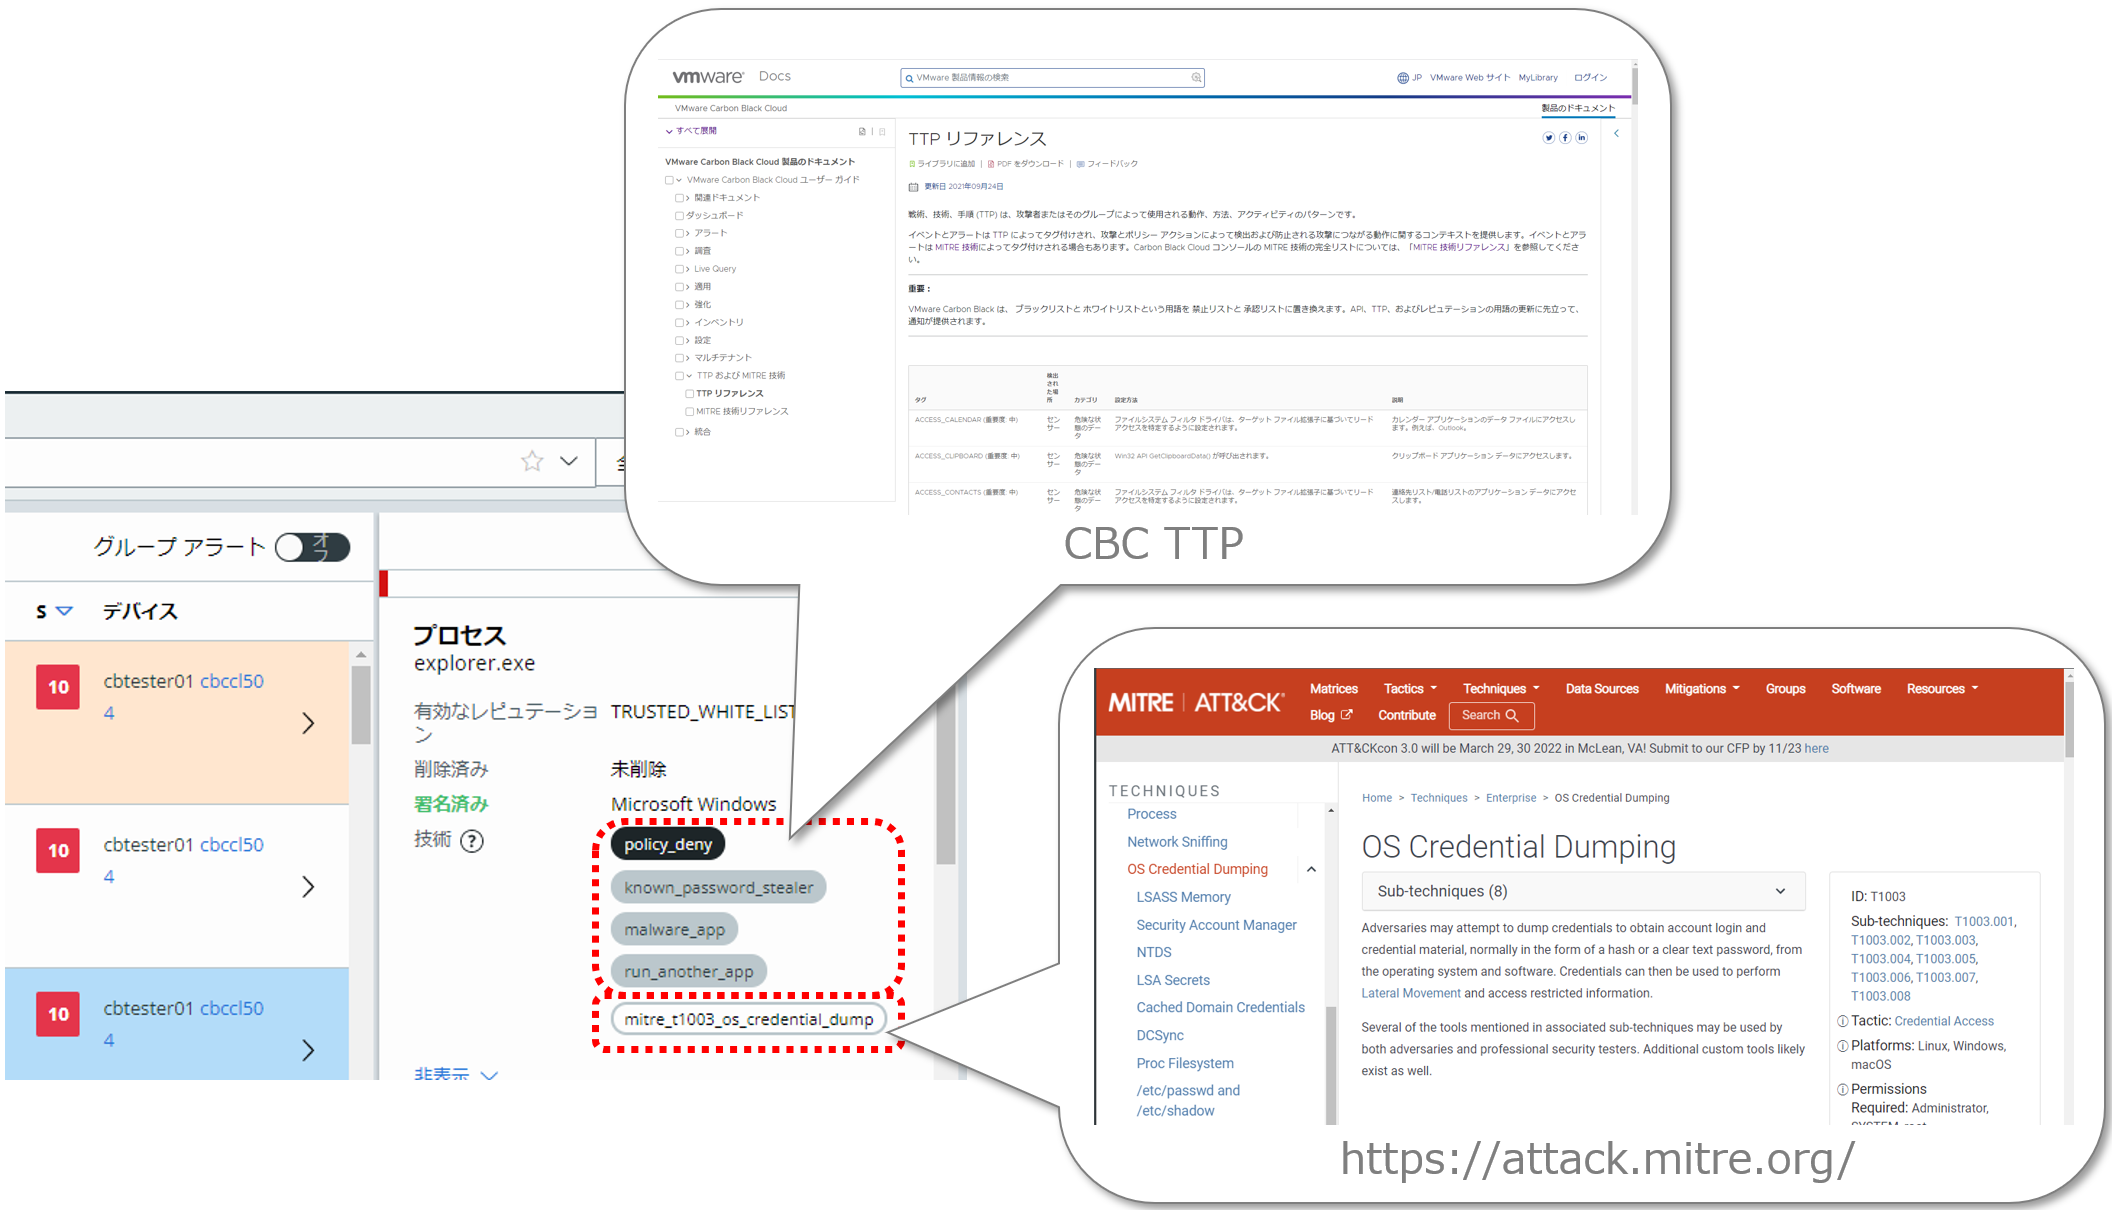 vmware Docs
VMware 製品情報の検索
JP VMware Web サイト MyLibrary ログイン
VMware Carbon Black Cloud
製品のドキュメント
すべて展開
VMware Carbon Black Cloud 製品のドキュメント
VMware Carbon Black Cloud ユーザー ガイド
関連ドキュメント
ダッシュボード
アラート
調査
Live Query
適用
強化
インベントリ
設定
マルチテナント
TTP および MITRE 技術
TTP リファレンス
MITRE 技術リファレンス
統合
TTP リファレンス
ライブラリに追加 | PDF をダウンロード | フィードバック
更新日 2021年09月24日
戦術、技術、手順 (TTP) は、攻撃者またはそのグループによって使用される動作、方法、アクティビティのパターンです。
イベントとアラートは TTP によってタグ付けされ、攻撃とポリシー アクションによって検出および防止される攻撃につながる動作に関するコンテキストを提供します。イベントとアラ
ートは MITRE 技術によってタグ付けされる場合もあります。Carbon Black Cloud コンソールの MITRE 技術の完全リストについては、「MITRE 技術リファレンス」を参照してくださ
い。
重要：
VMware Carbon Black は、 ブラックリストと ホワイトリストという用語を 禁止リストと 承認リストに置き換えます。API、TTP、およびレピュテーションの用語の更新に先立って、
通知が提供されます。
タグ
検出
され
た場
所
カテゴリ
設定方法
説明
ACCESS_CALENDAR (重要度 中)
セン
サー
危険な状
態のデー
タ
ファイルシステム フィルタ ドライバは、ターゲット ファイル拡張子に基づいてリード
アクセスを特定するように設定されます。
カレンダー アプリケーションのデータ ファイルにアクセスし
ます。例えば、Outlook。
ACCESS_CLIPBOARD (重要度 中)
セン
サー
危険な状
態のデー
タ
Win32 API GetClipboardData() が呼び出されます。
クリップボード アプリケーション データにアクセスします。
ACCESS_CONTACTS (重要度 中)
セン
サー
危険な状
態のデー
タ
ファイルシステム フィルタ ドライバは、ターゲット ファイル拡張子に基づいてリード
アクセスを特定するように設定されます。
連絡先リスト/電話リストのアプリケーション データにアクセ
スします。
CBC TTP
グループ アラート オフ
S デバイス
10 cbtester01 cbccl50
4
10 cbtester01 cbccl50
4
10 cbtester01 cbccl50
4
プロセス
explorer.exe
有効なレピュテーショ
ン
TRUSTED_WHITE_LIST
削除済み 未削除
署名済み Microsoft Windows
技術 ?
policy_deny
known_password_stealer
malware_app
run_another_app
mitre_t1003_os_credential_dump
非表示
MITRE | ATT&CK®
Matrices Tactics Techniques Data Sources Mitigations Groups Software Resources
Blog Contribute Search
ATT&CKcon 3.0 will be March 29, 30 2022 in McLean, VA! Submit to our CFP by 11/23 here
TECHNIQUES
Process
Network Sniffing
OS Credential Dumping
LSASS Memory
Security Account Manager
NTDS
LSA Secrets
Cached Domain Credentials
DCSync
Proc Filesystem
/etc/passwd and
/etc/shadow
Home > Techniques > Enterprise > OS Credential Dumping
OS Credential Dumping
Sub-techniques (8)
Adversaries may attempt to dump credentials to obtain account login and
credential material, normally in the form of a hash or a clear text password, from
the operating system and software. Credentials can then be used to perform
Lateral Movement and access restricted information.
Several of the tools mentioned in associated sub-techniques may be used by
both adversaries and professional security testers. Additional custom tools likely
exist as well.
ID: T1003
Sub-techniques: T1003.001,
T1003.002, T1003.003,
T1003.004, T1003.005,
T1003.006, T1003.007,
T1003.008
Tactic: Credential Access
Platforms: Linux, Windows,
macOS
Permissions
Required: Administrator,
https://attack.mitre.org/